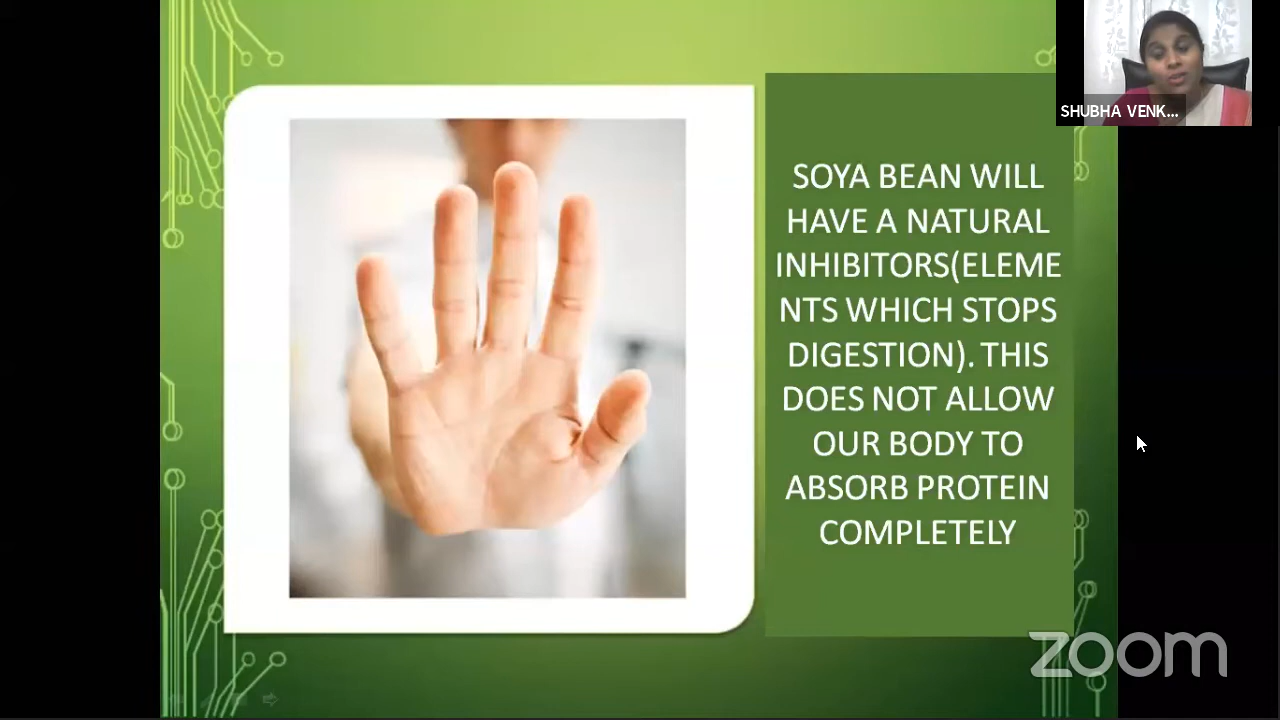 SHUBHA VENK...
SOYA BEAN WILL
HAVE A NATURAL
INHIBITORS(ELEME
NTS WHICH STOPS
DIGESTION). THIS
DOES NOT ALLOW
OUR BODY TO
ABSORB PROTEIN
COMPLETELY
zoom